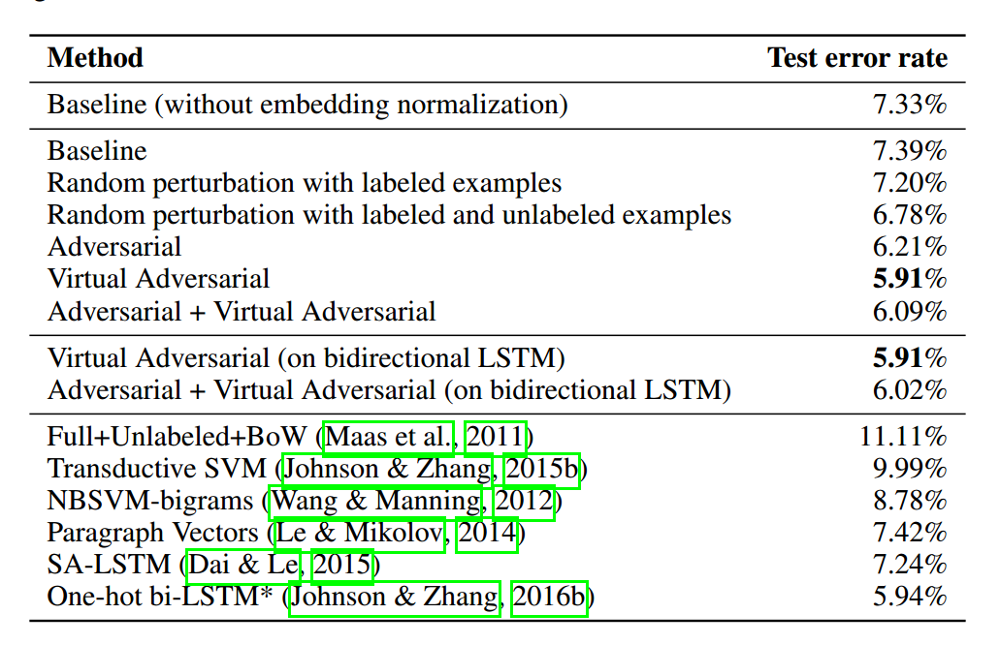 Method Test error rate
Baseline (without embedding normalization) 7.33%
Baseline 7.39%
Random perturbation with labeled examples 7.20%
Random perturbation with labeled and unlabeled examples 6.78%
Adversarial 6.21%
Virtual Adversarial 5.91%
Adversarial + Virtual Adversarial 6.09%
Virtual Adversarial (on bidirectional LSTM) 5.91%
Adversarial + Virtual Adversarial (on bidirectional LSTM) 6.02%
Full+Unlabeled+BoW (Maas et al., 2011) 11.11%
Transductive SVM (Johnson & Zhang, 2015b) 9.99%
NBSVM-bigrams (Wang & Manning, 2012) 8.78%
Paragraph Vectors (Le & Mikolov, 2014) 7.42%
SA-LSTM (Dai & Le, 2015) 7.24%
One-hot bi-LSTM* (Johnson & Zhang, 2016b) 5.94%